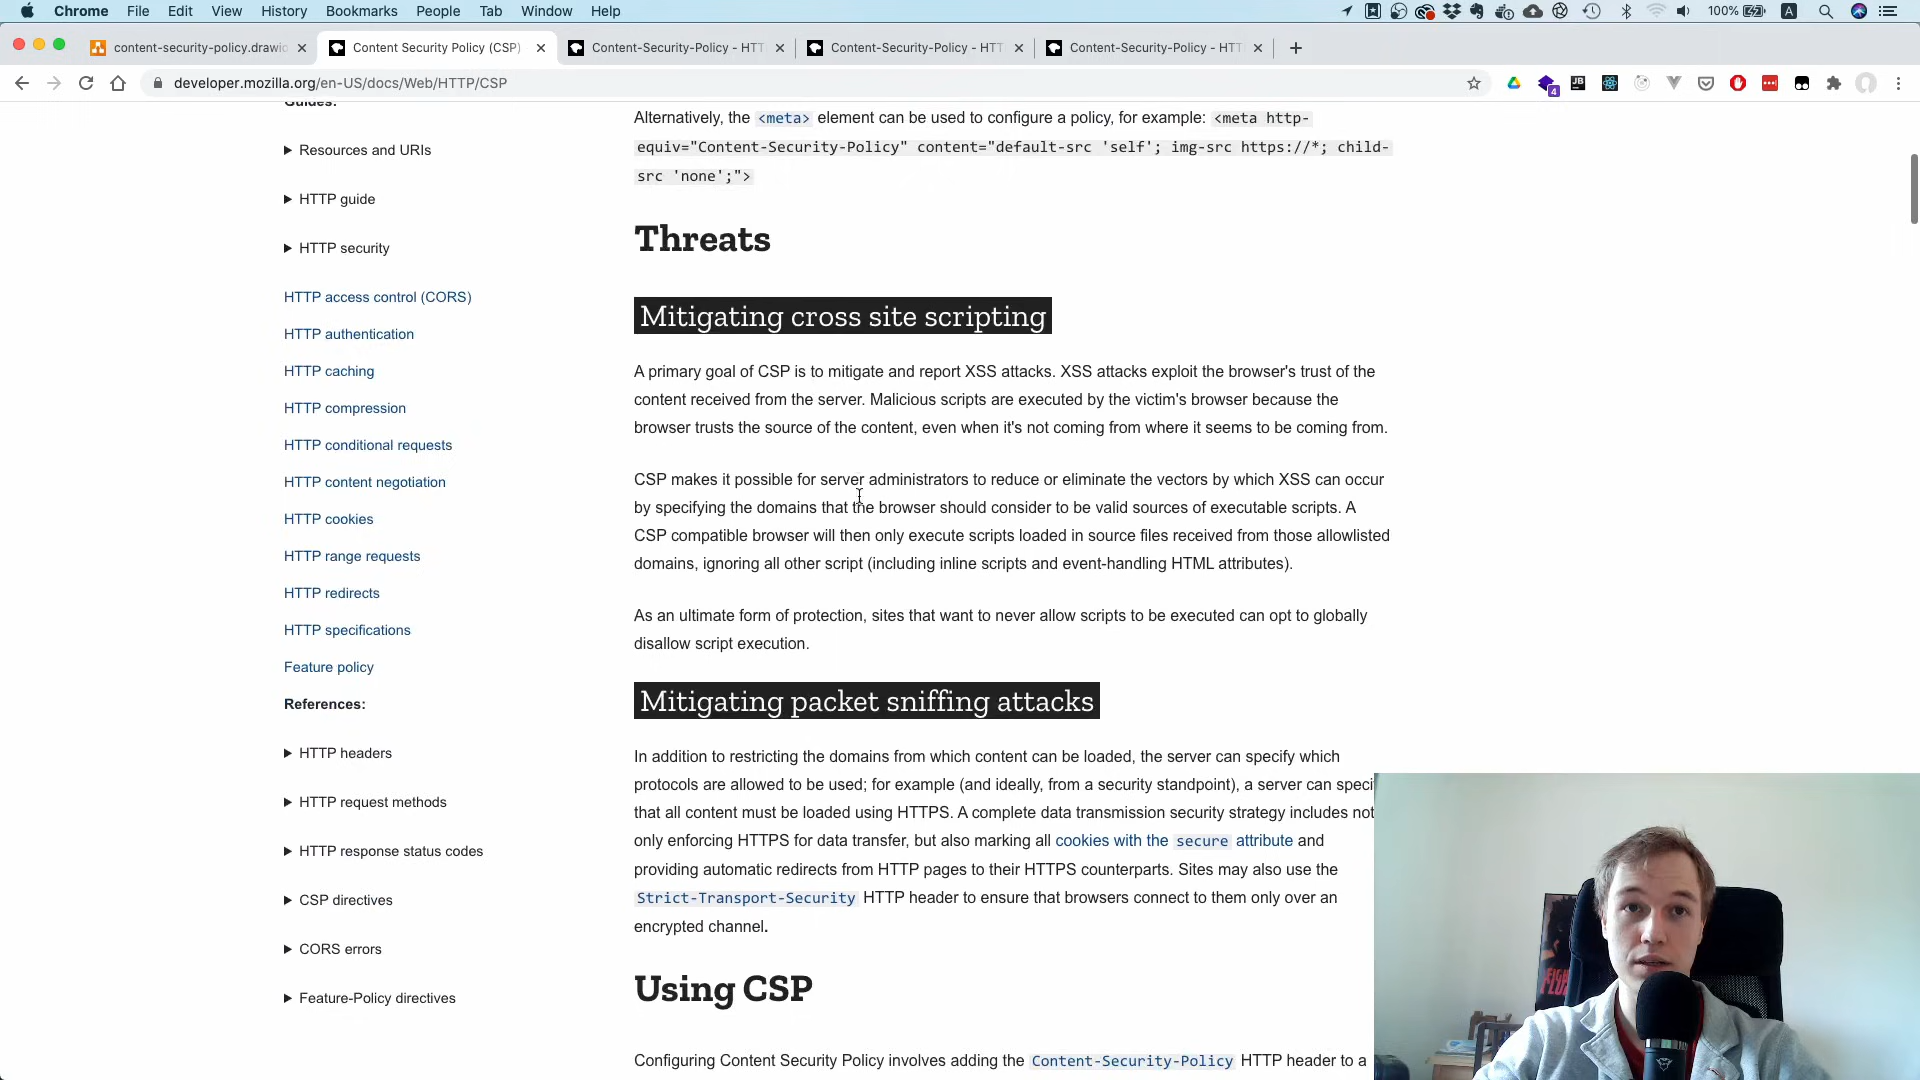 Chrome File Edit View History Bookmarks People Tab Window Help 100% A
content-security-policy.drawio Content Security Policy (CSP) Content-Security-Policy - HTT Content-Security-Policy - HTT Content-Security-Policy - HTT
developer.mozilla.org/en-US/docs/Web/HTTP/CSP
4
JB
Guides:
Resources and URIs
HTTP guide
HTTP security
HTTP access control (CORS)
HTTP authentication
HTTP caching
HTTP compression
HTTP conditional requests
HTTP content negotiation
HTTP cookies
HTTP range requests
HTTP redirects
HTTP specifications
Feature policy
References:
HTTP headers
HTTP request methods
HTTP response status codes
CSP directives
CORS errors
Feature-Policy directives
Alternatively, the <meta> element can be used to configure a policy, for example: <meta http-
equiv="Content-Security-Policy" content="default-src 'self'; img-src https://*; child-
src 'none';">
Threats
Mitigating cross site scripting
A primary goal of CSP is to mitigate and report XSS attacks. XSS attacks exploit the browser's trust of the
content received from the server. Malicious scripts are executed by the victim's browser because the
browser trusts the source of the content, even when it's not coming from where it seems to be coming from.
CSP makes it possible for server administrators to reduce or eliminate the vectors by which XSS can occur
by specifying the domains that the browser should consider to be valid sources of executable scripts. A
CSP compatible browser will then only execute scripts loaded in source files received from those allowlisted
domains, ignoring all other script (including inline scripts and event-handling HTML attributes).
As an ultimate form of protection, sites that want to never allow scripts to be executed can opt to globally
disallow script execution.
Mitigating packet sniffing attacks
In addition to restricting the domains from which content can be loaded, the server can specify which
protocols are allowed to be used; for example (and ideally, from a security standpoint), a server can speci
that all content must be loaded using HTTPS. A complete data transmission security strategy includes not
only enforcing HTTPS for data transfer, but also marking all cookies with the secure attribute and
providing automatic redirects from HTTP pages to their HTTPS counterparts. Sites may also use the
Strict-Transport-Security HTTP header to ensure that browsers connect to them only over an
encrypted channel.
Using CSP
Configuring Content Security Policy involves adding the Content-Security-Policy HTTP header to a